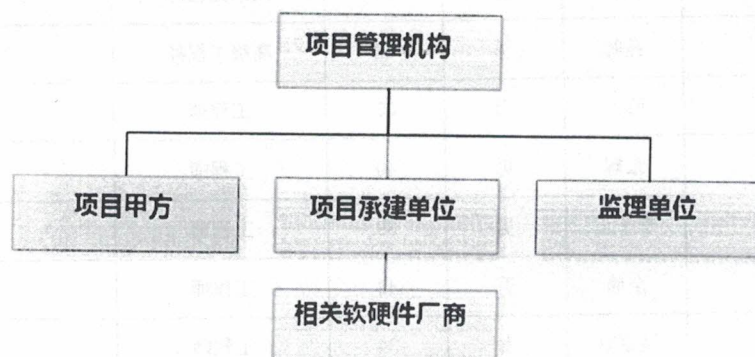 项目管理机构
项目甲方
项目承建单位
监理单位
相关软硬件厂商